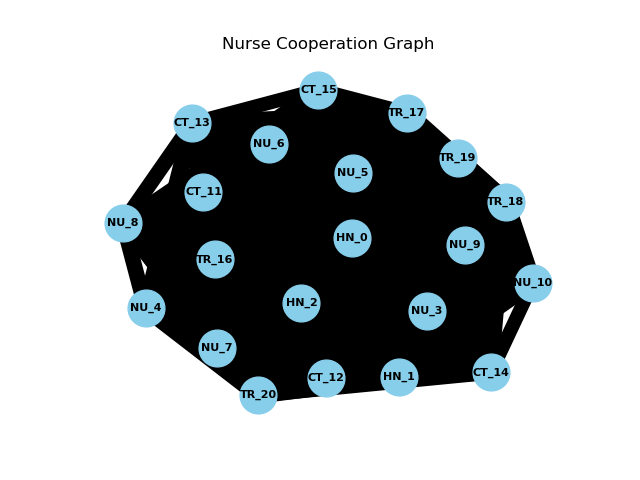 Nurse Cooperation Graph
CT_15
TR_17
CT_13
NU_6
TR_19
NU_5
CT_11
TR_18
NU_8
HN_0
NU_9
TR_16
NU_10
HN_2
NU_4
NU_3
NU_7
CT_14
HN_1
CT_12
TR_20